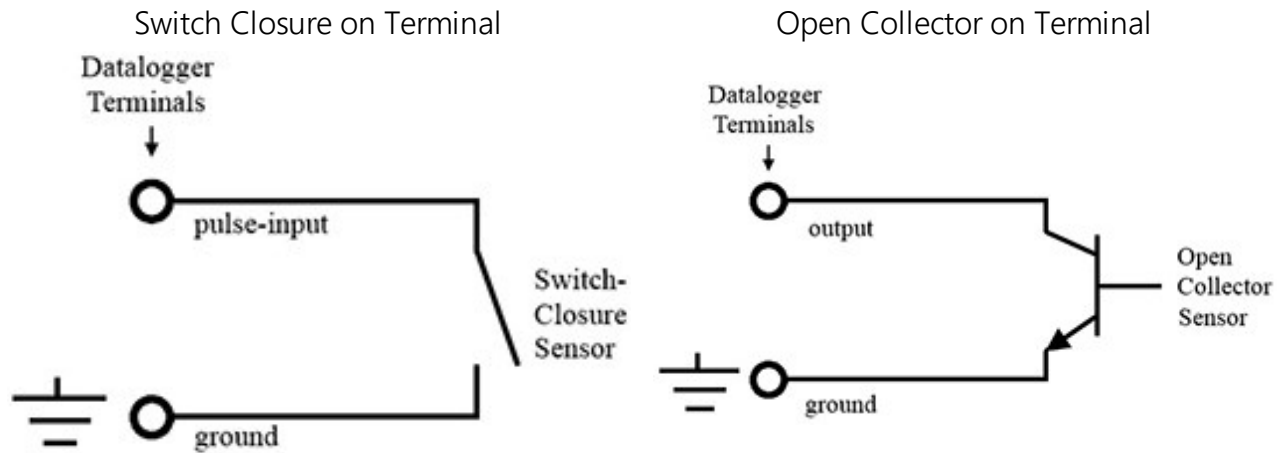 Switch Closure on Terminal
Datalogger
Terminals
pulse-input
Switch-
Closure
Sensor
ground
Open Collector on Terminal
Datalogger
Terminals
output
Open
Collector
Sensor
ground